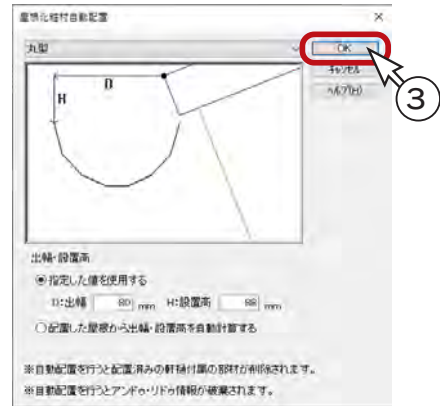 屋根化粧材自動配置
丸型
OK
キャンセル
ヘルプ(H)
③
D
H
出幅・設置高
指定した値を使用する
D:出幅 80 mm H:設置高 88 mm
配置した屋根から出幅・設置高を自動計算する
※自動配置を行うと配置済みの軒樋付属の部材が削除されます。
※自動配置を行うとアンドゥ・リドゥ情報が破棄されます。